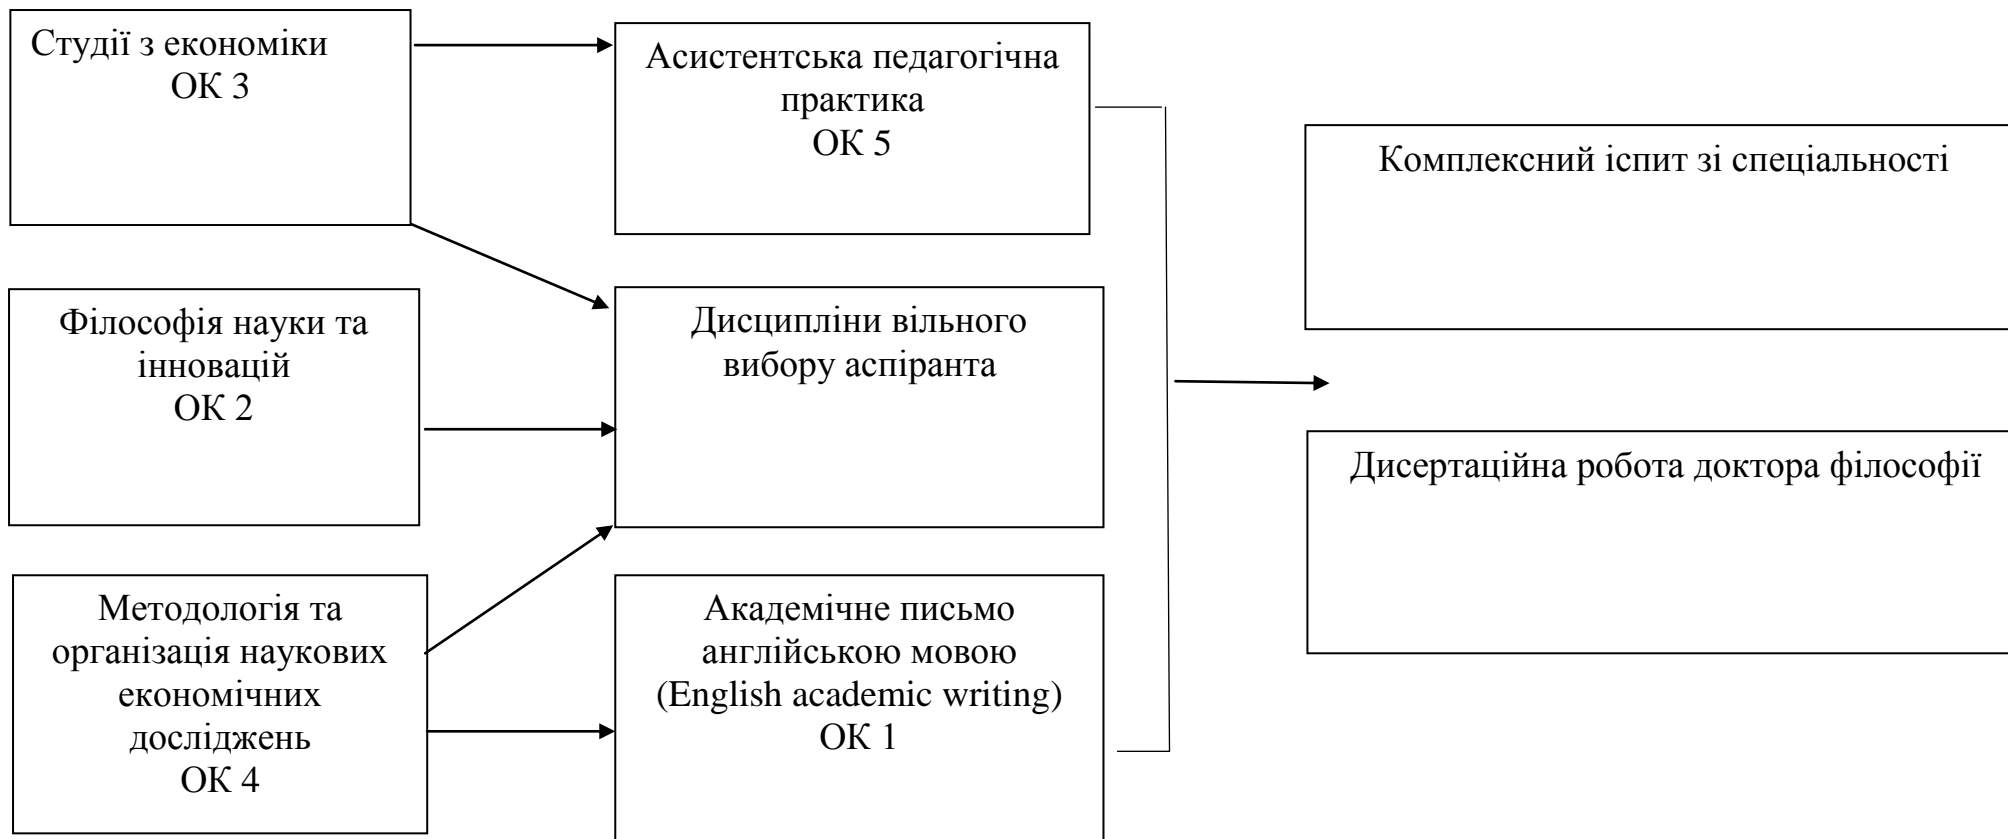 Студії з економіки
ОК 3
Асистентська педагогічна
практика
ОК 5
Комплексний іспит зі спеціальності
Філософія науки та
інновацій
ОК 2
Дисципліни вільного
вибору аспіранта
Дисертаційна робота доктора філософії
Методологія та
організація наукових
економічних
досліджень
ОК 4
Академічне письмо
англійською мовою
(English academic writing)
ОК 1